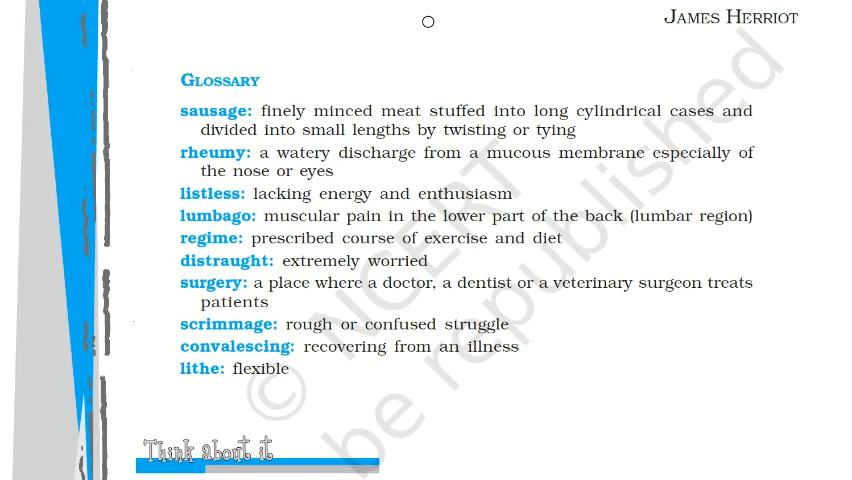 JAMES HERRIOT
GLOSSARY
sausage: finely minced meat stuffed into long cylindrical cases and
divided into small lengths by twisting or tying
rheumy: a watery discharge from a mucous membrane especially of
the nose or eyes
listless: lacking energy and enthusiasm
lumbago: muscular pain in the lower part of the back (lumbar region)
regime: prescribed course of exercise and diet
distraught: extremely worried
surgery: a place where a doctor, a dentist or a veterinary surgeon treats
patients
scrimmage: rough or confused struggle
convalescing: recovering from an illness
lithe: flexible
© NCERT
be republished
Think about it